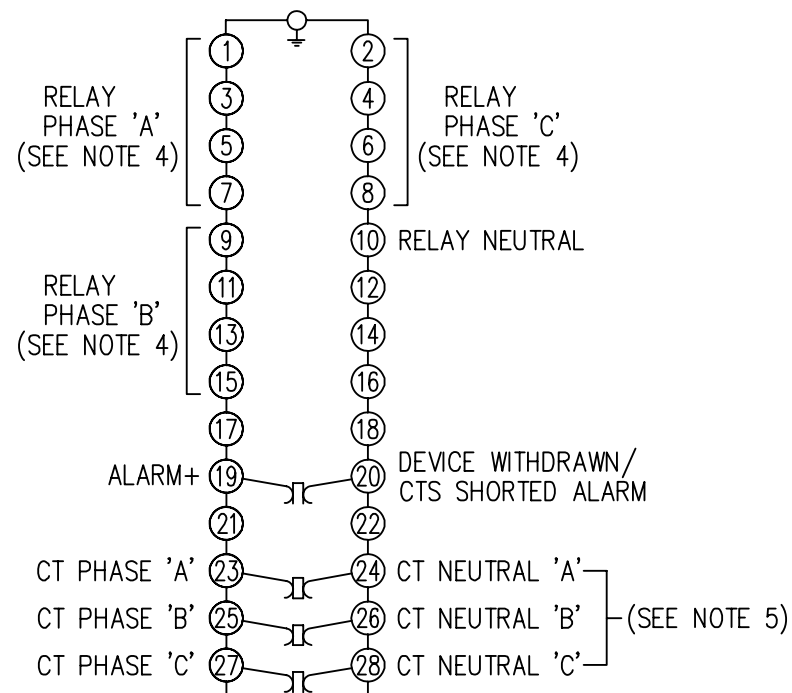 1 2
RELAY
PHASE 'A'
(SEE NOTE 4)
3 4
5 6
7 8
RELAY
PHASE 'C'
(SEE NOTE 4)
9 10 RELAY NEUTRAL
RELAY
PHASE 'B'
(SEE NOTE 4)
11 12
13 14
15 16
17 18
ALARM+ 19 20 DEVICE WITHDRAWN/
CTS SHORTED ALARM
21 22
CT PHASE 'A' 23 24 CT NEUTRAL 'A'
CT PHASE 'B' 25 26 CT NEUTRAL 'B' (SEE NOTE 5)
CT PHASE 'C' 27 28 CT NEUTRAL 'C'